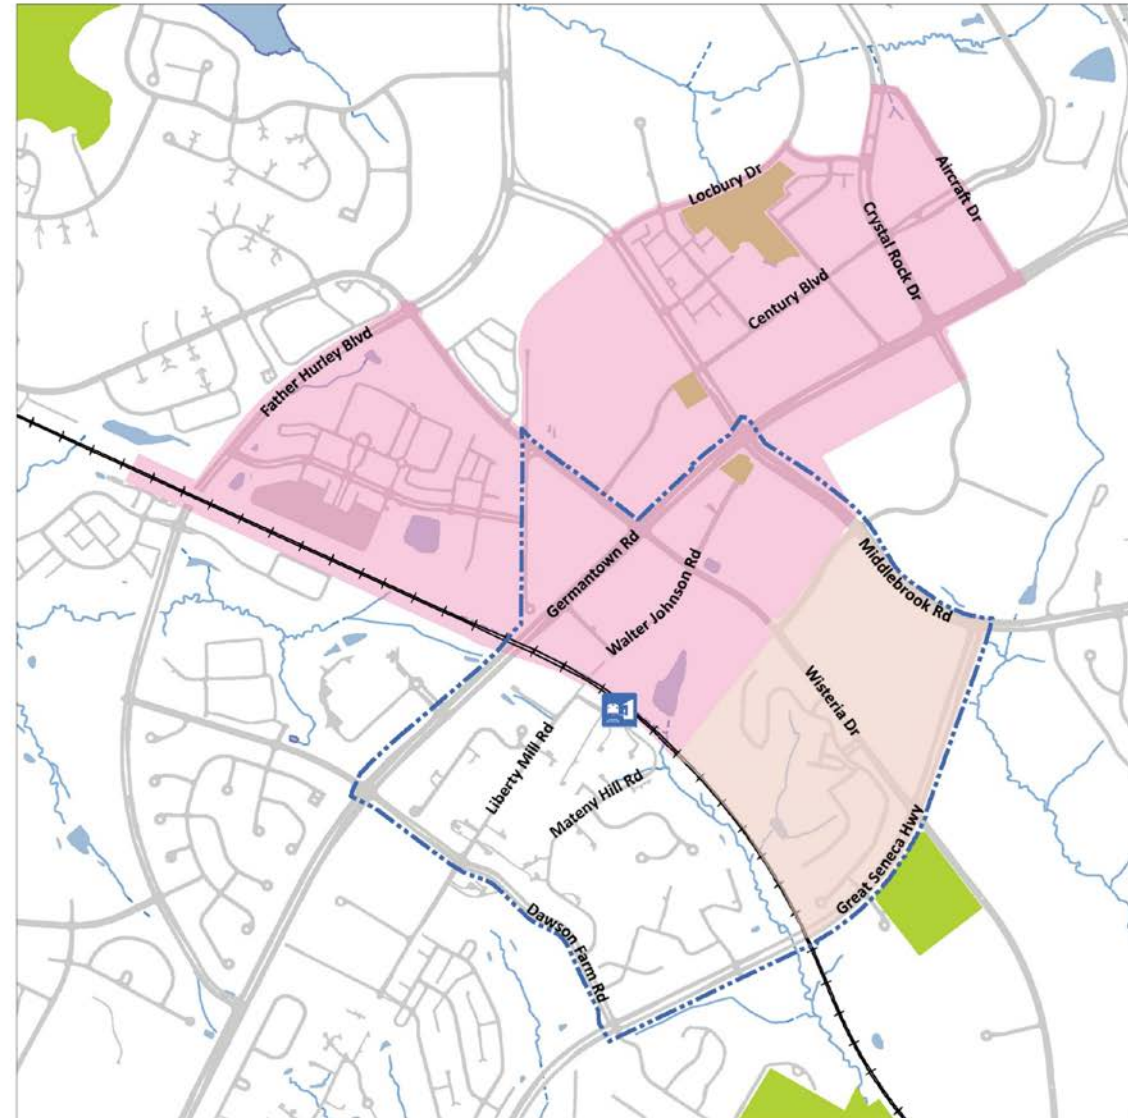 Locbury Dr
Aircraft Dr
Crystal Rock Dr
Century Blvd
Father Hurley Blvd
Germantown Rd
Walter Johnson Rd
Middlebrook Rd
Wisteria Dr
Liberty Mill Rd
Mateny Hill Rd
Great Seneca Hwy
Dawson Farm Rd